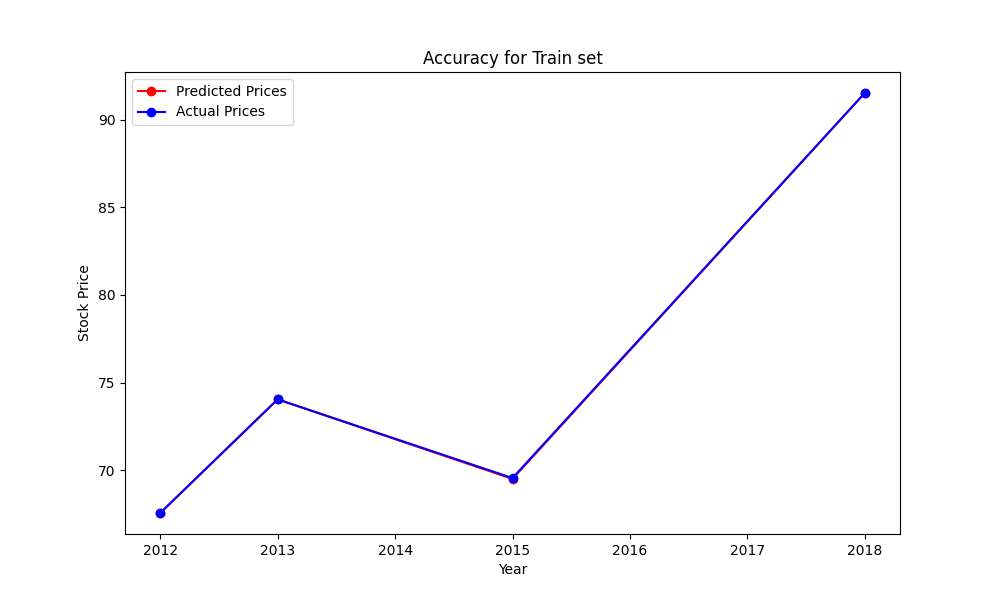 Accuracy for Train set
Predicted Prices
Actual Prices
90
85
80
75
70
Stock Price
2012 2013 2014 2015 2016 2017 2018
Year